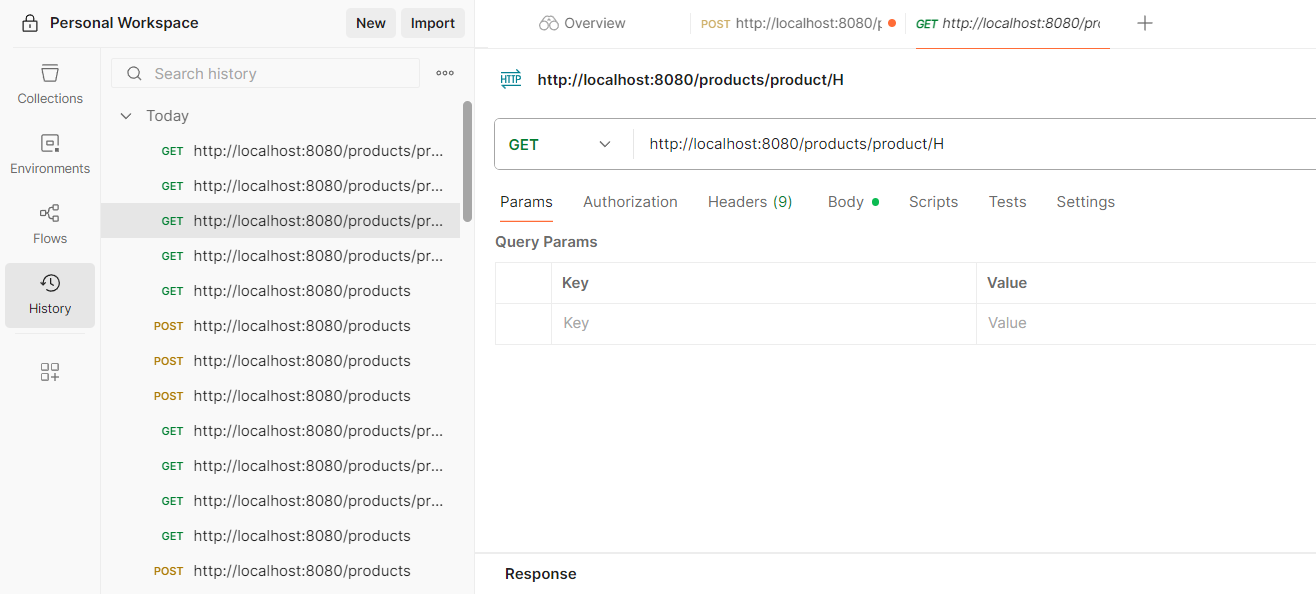 Personal Workspace
New
Import
Overview
POST http://localhost:8080/p
GET http://localhost:8080/pro
Collections
Environments
Flows
History
Search history
Today
GET http://localhost:8080/products/pr...
GET http://localhost:8080/products/pr...
GET http://localhost:8080/products/pr...
GET http://localhost:8080/products/pr...
GET http://localhost:8080/products
POST http://localhost:8080/products
POST http://localhost:8080/products
POST http://localhost:8080/products
GET http://localhost:8080/products/pr...
GET http://localhost:8080/products/pr...
GET http://localhost:8080/products/pr...
GET http://localhost:8080/products
POST http://localhost:8080/products
HTTP http://localhost:8080/products/product/H
GET http://localhost:8080/products/product/H
Params Authorization Headers (9) Body Scripts Tests Settings
Query Params
Key Value
Key Value
Response